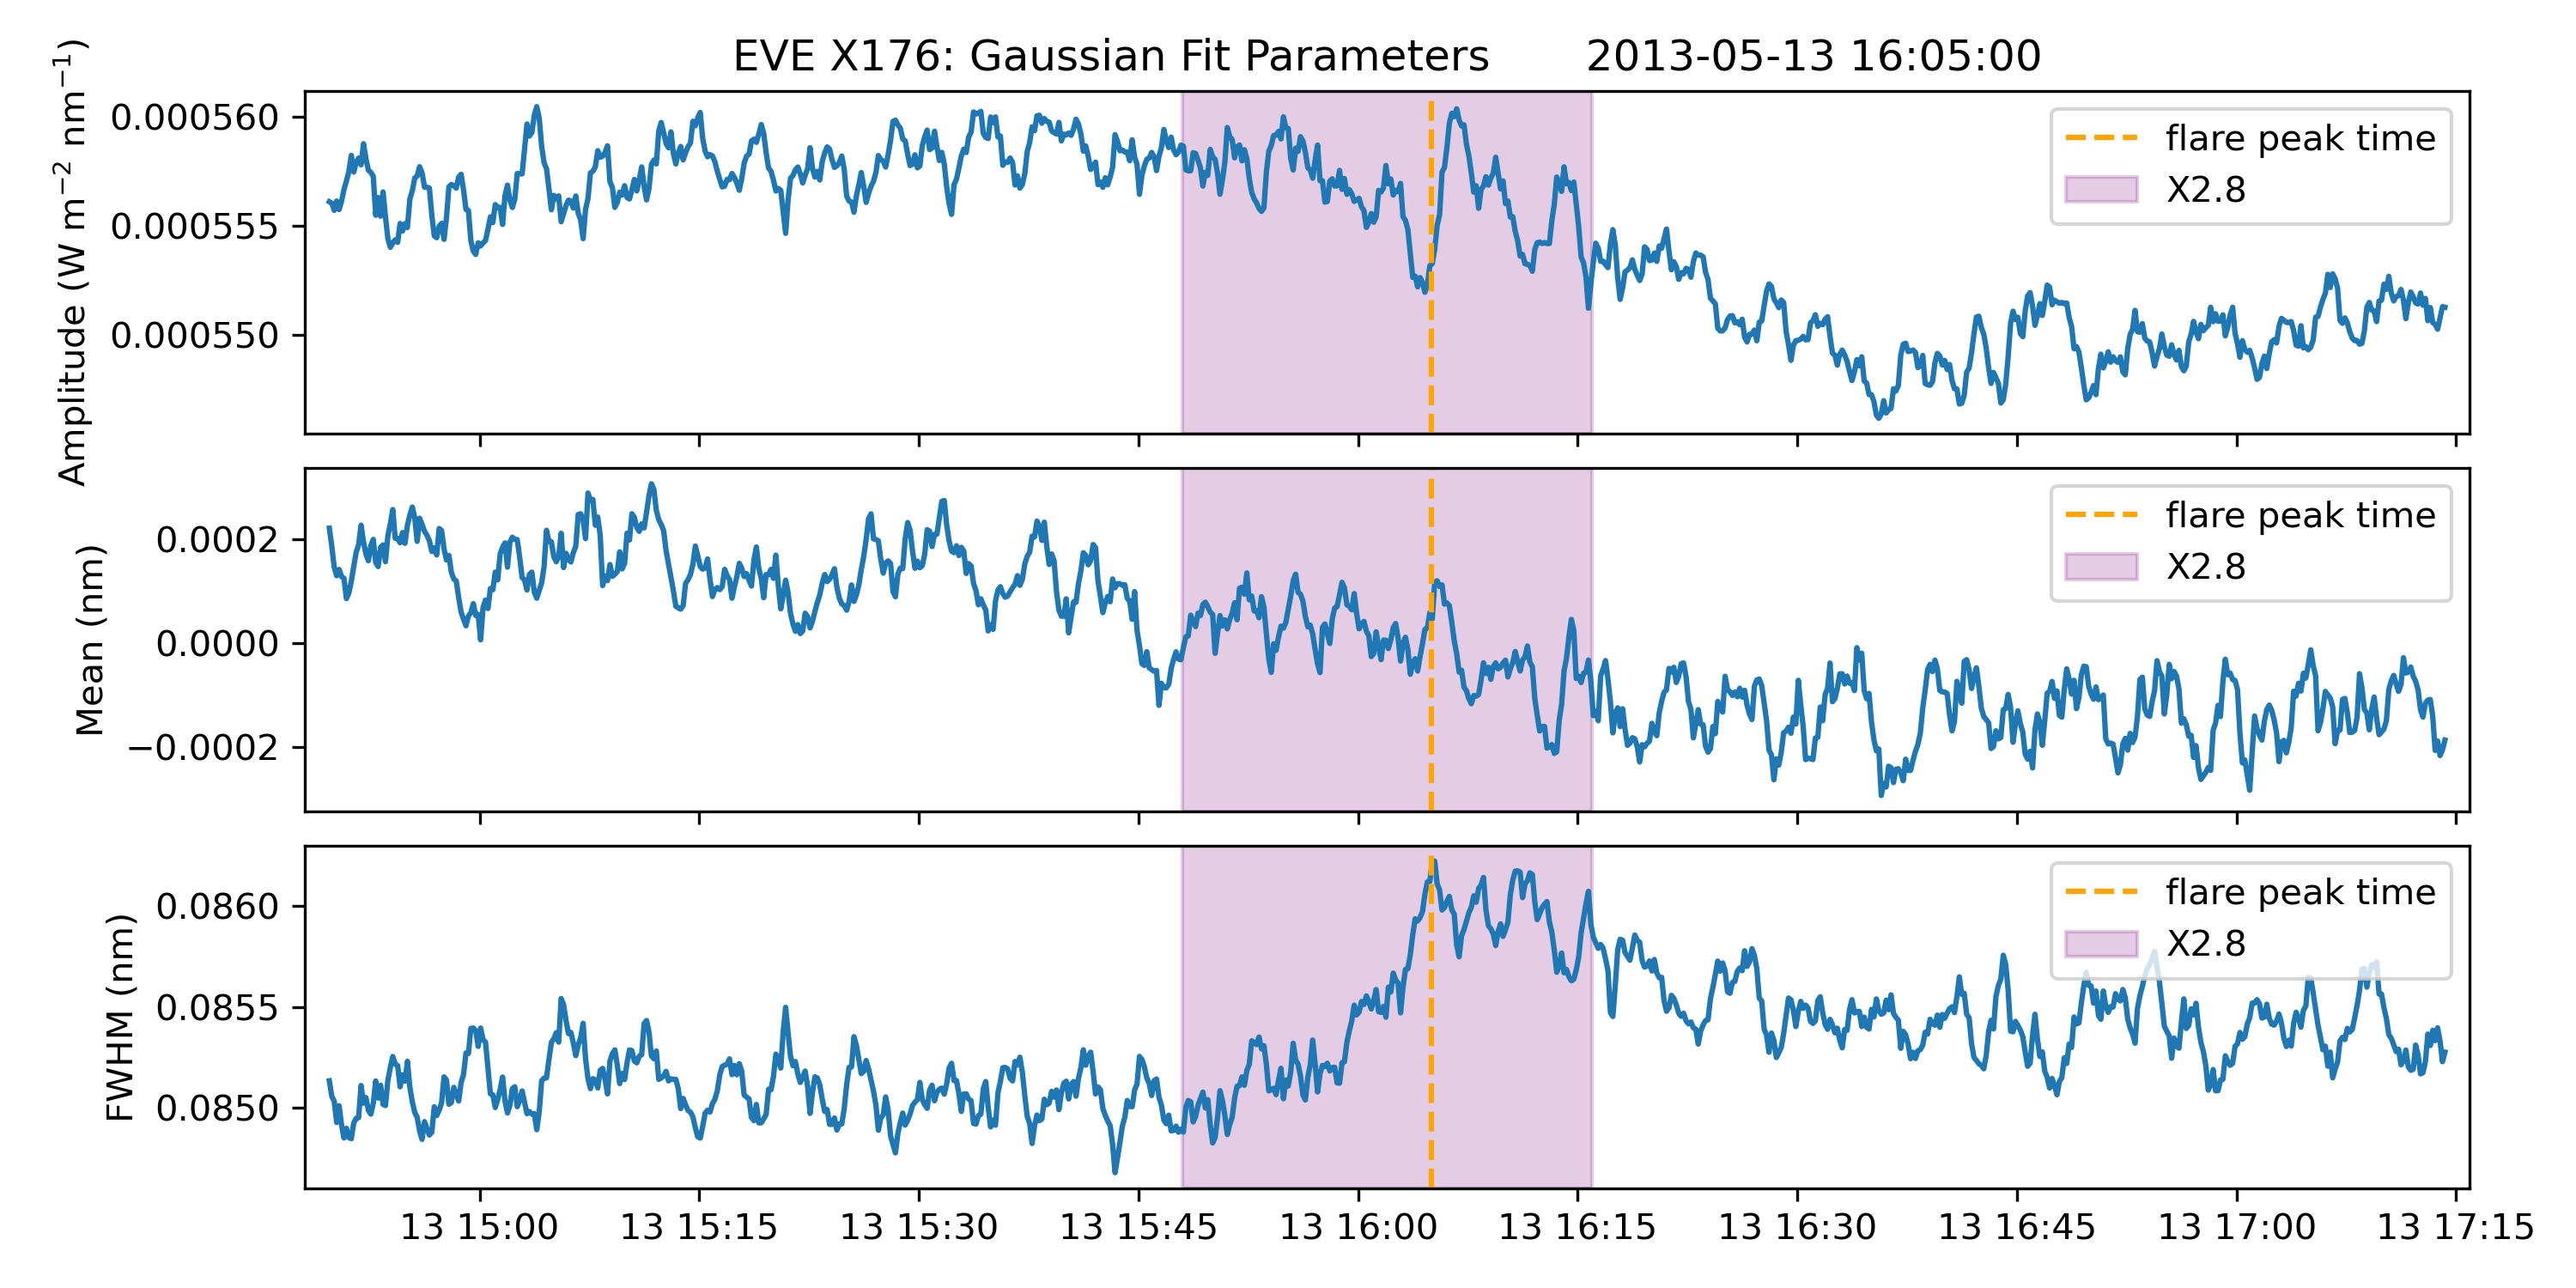 EVE X176: Gaussian Fit Parameters 2013-05-13 16:05:00
Amplitude (W m⁻² nm⁻¹)
0.000560
0.000555
0.000550
flare peak time
X2.8
Mean (nm)
0.0002
0.0000
−0.0002
flare peak time
X2.8
FWHM (nm)
0.0860
0.0855
0.0850
flare peak time
X2.8
13 15:00 13 15:15 13 15:30 13 15:45 13 16:00 13 16:15 13 16:30 13 16:45 13 17:00 13 17:15